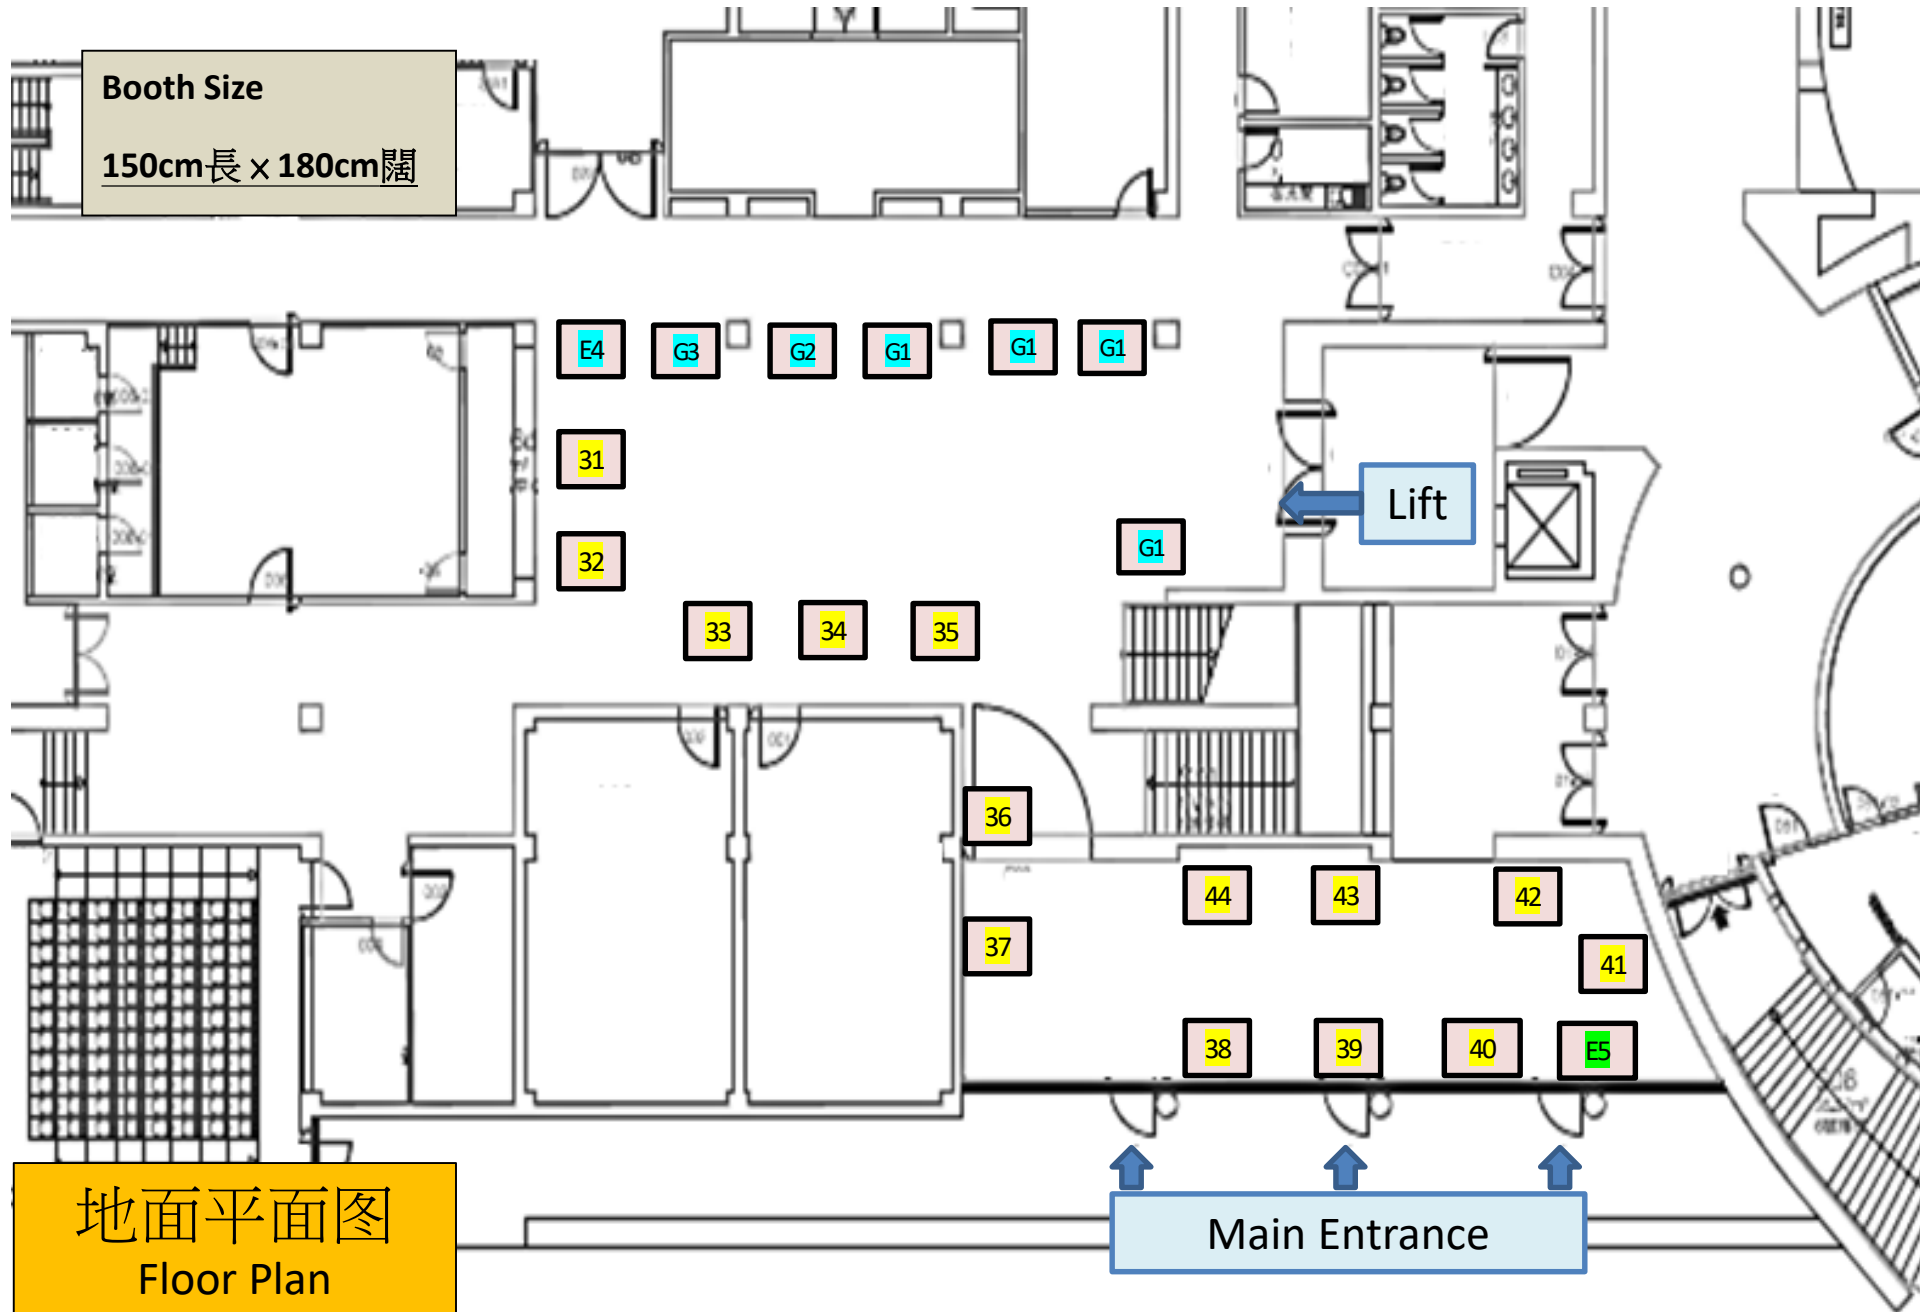 Booth Size
150cm長 x 180cm闊
E4
G3
G2
G1
G1
G1
31
Lift
G1
32
33
34
35
36
44
43
42
37
41
38
39
40
E5
地面平面图
Floor Plan
Main Entrance